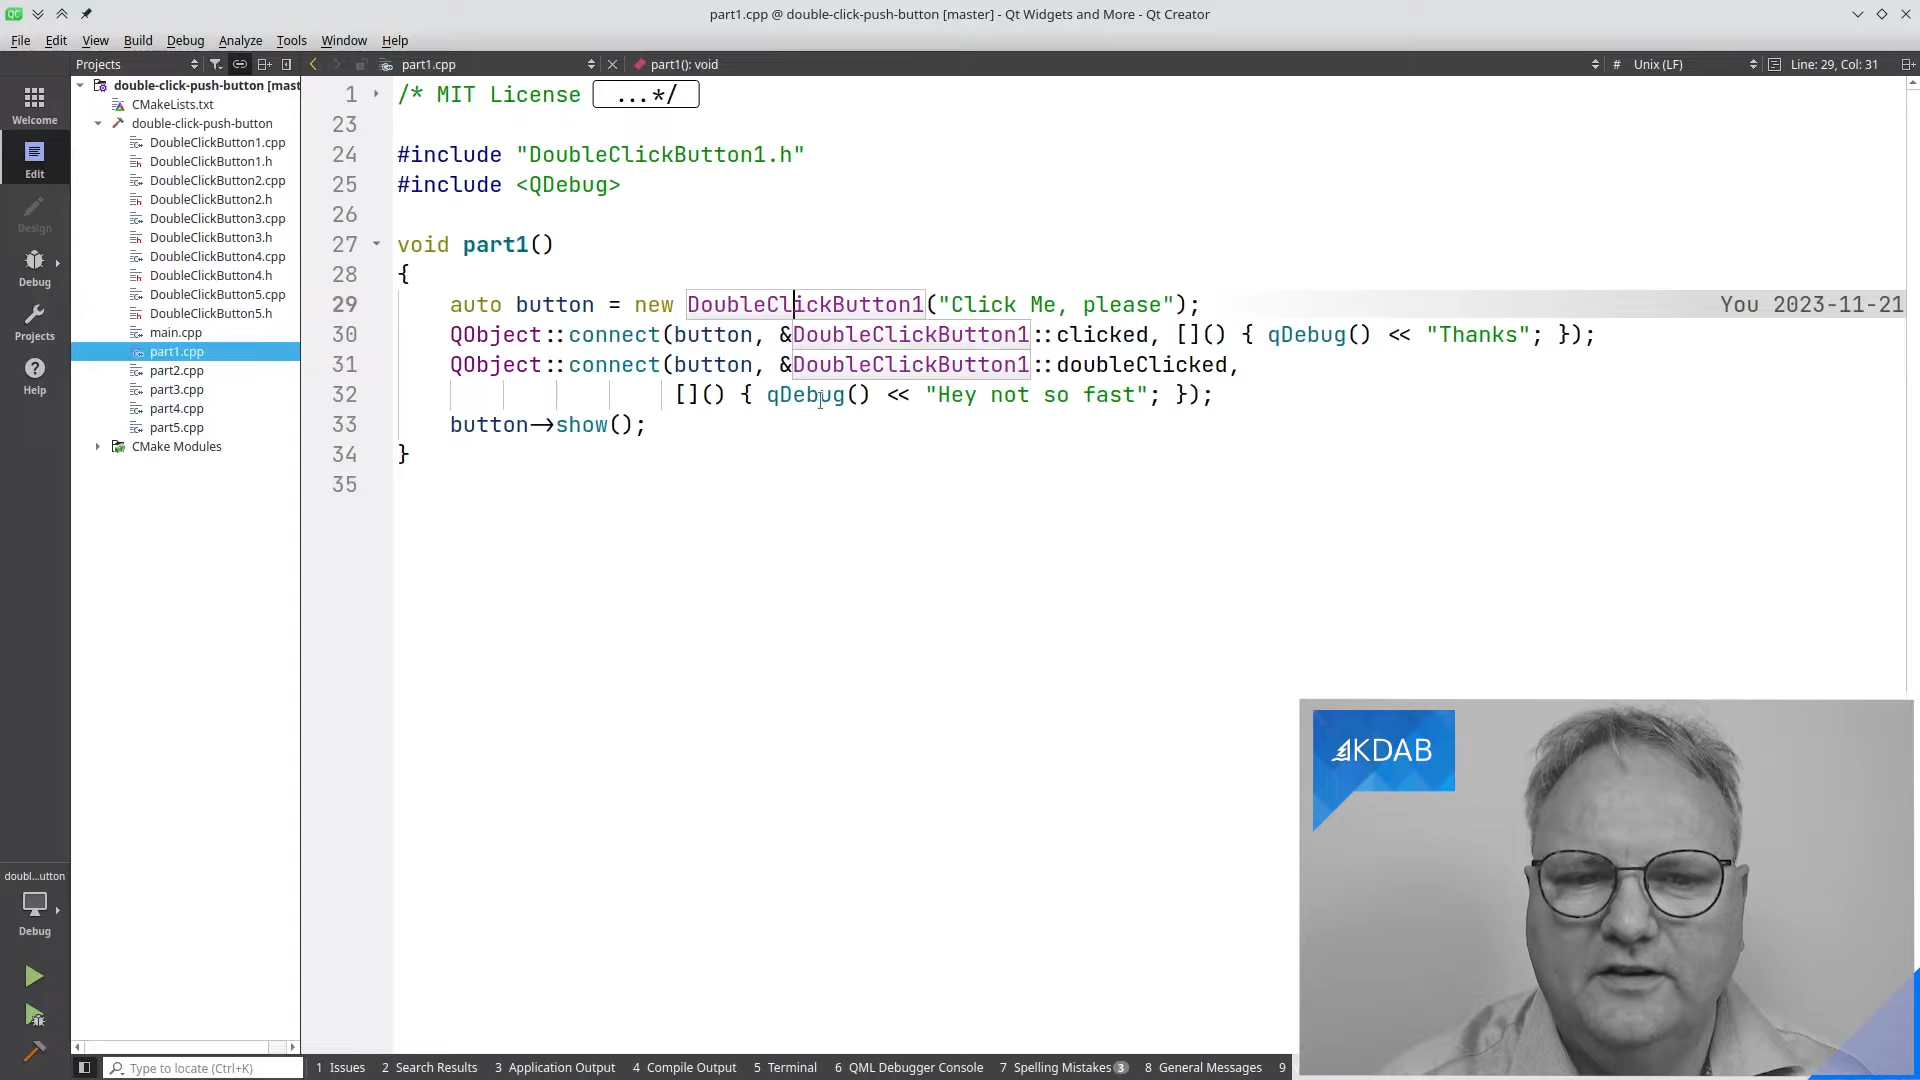 part1.cpp @ double-click-push-button [master] - Qt Widgets and More - Qt Creator
File Edit View Build Debug Analyze Tools Window Help
Projects
part1.cpp
part1(): void
# Unix (LF)
Line: 29, Col: 31
Welcome
Edit
Design
Debug
Projects
Help
doubl...utton
Debug
double-click-push-button [mast
CMakeLists.txt
double-click-push-button
DoubleClickButton1.cpp
DoubleClickButton1.h
DoubleClickButton2.cpp
DoubleClickButton2.h
DoubleClickButton3.cpp
DoubleClickButton3.h
DoubleClickButton4.cpp
DoubleClickButton4.h
DoubleClickButton5.cpp
DoubleClickButton5.h
main.cpp
part1.cpp
part2.cpp
part3.cpp
part4.cpp
part5.cpp
CMake Modules
1 /* MIT License ...*/
23
24 #include "DoubleClickButton1.h"
25 #include <QDebug>
26
27 void part1()
28 {
29 auto button = new DoubleClickButton1("Click Me, please"); You 2023-11-21
30 QObject::connect(button, &DoubleClickButton1::clicked, []() { qDebug() << "Thanks"; });
31 QObject::connect(button, &DoubleClickButton1::doubleClicked,
32 []() { qDebug() << "Hey not so fast"; });
33 button->show();
34 }
35
KDAB
Type to locate (Ctrl+K)
1 Issues 2 Search Results 3 Application Output 4 Compile Output 5 Terminal 6 QML Debugger Console 7 Spelling Mistakes 3 8 General Messages 9